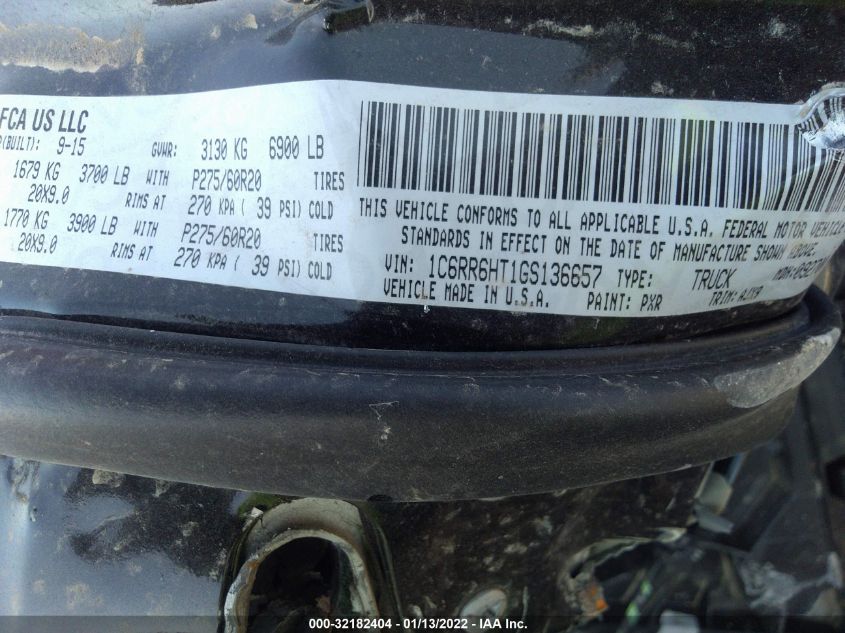 FCA US LLC
(BUILT): 9-15 GVWR: 3130 KG 6900 LB
1679 KG 3700 LB WITH P275/60R20 TIRES
20X9.0 RIMS AT 270 KPA ( 39 PSI) COLD
1770 KG 3900 LB WITH P275/60R20 TIRES
20X9.0 RIMS AT 270 KPA ( 39 PSI) COLD
THIS VEHICLE CONFORMS TO ALL APPLICABLE U.S.A. FEDERAL MOTOR VEHICLE
STANDARDS IN EFFECT ON THE DATE OF MANUFACTURE SHOWN ABOVE.
VIN: 1C6RR6HT1GS136657 TYPE: TRUCK
VEHICLE MADE IN U.S.A. PAINT: PXR TRIM:
000-32182404 - 01/13/2022 - IAA Inc.